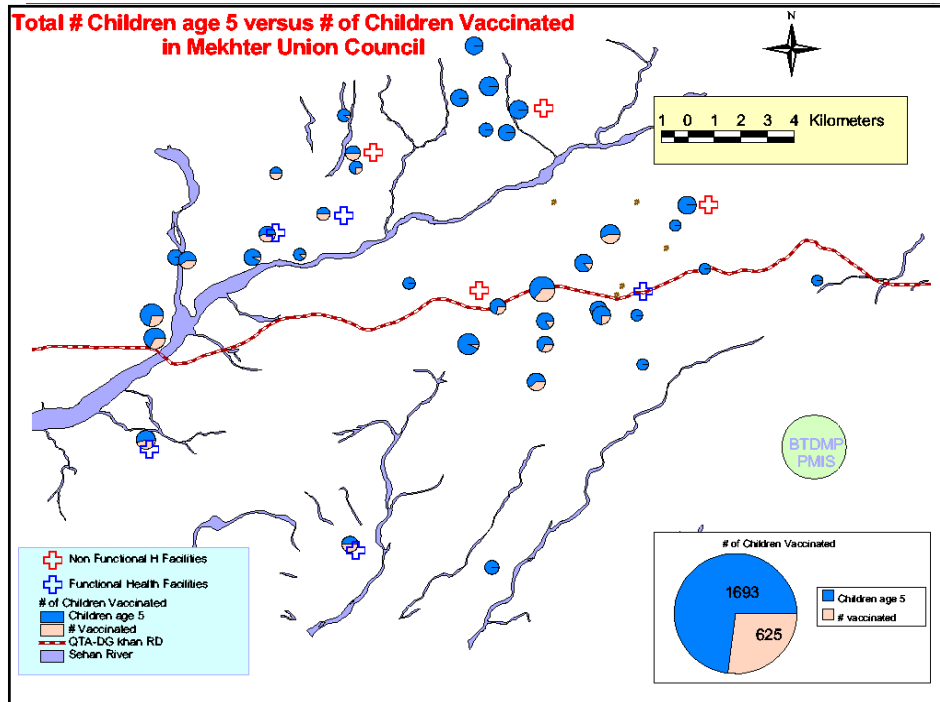 Total # Children age 5 versus # of Children Vaccinated
in Mekhter Union Council
N
1 0 1 2 3 4 Kilometers
BTDMP
PMIS
Non Functional H Facilities
Functional Health Facilities
# of Children Vaccinated
Children age 5
# Vaccinated
QTA-DG khan RD
Sehan River
# of Children Vaccinated
1693
625
Children age 5
# vaccinated